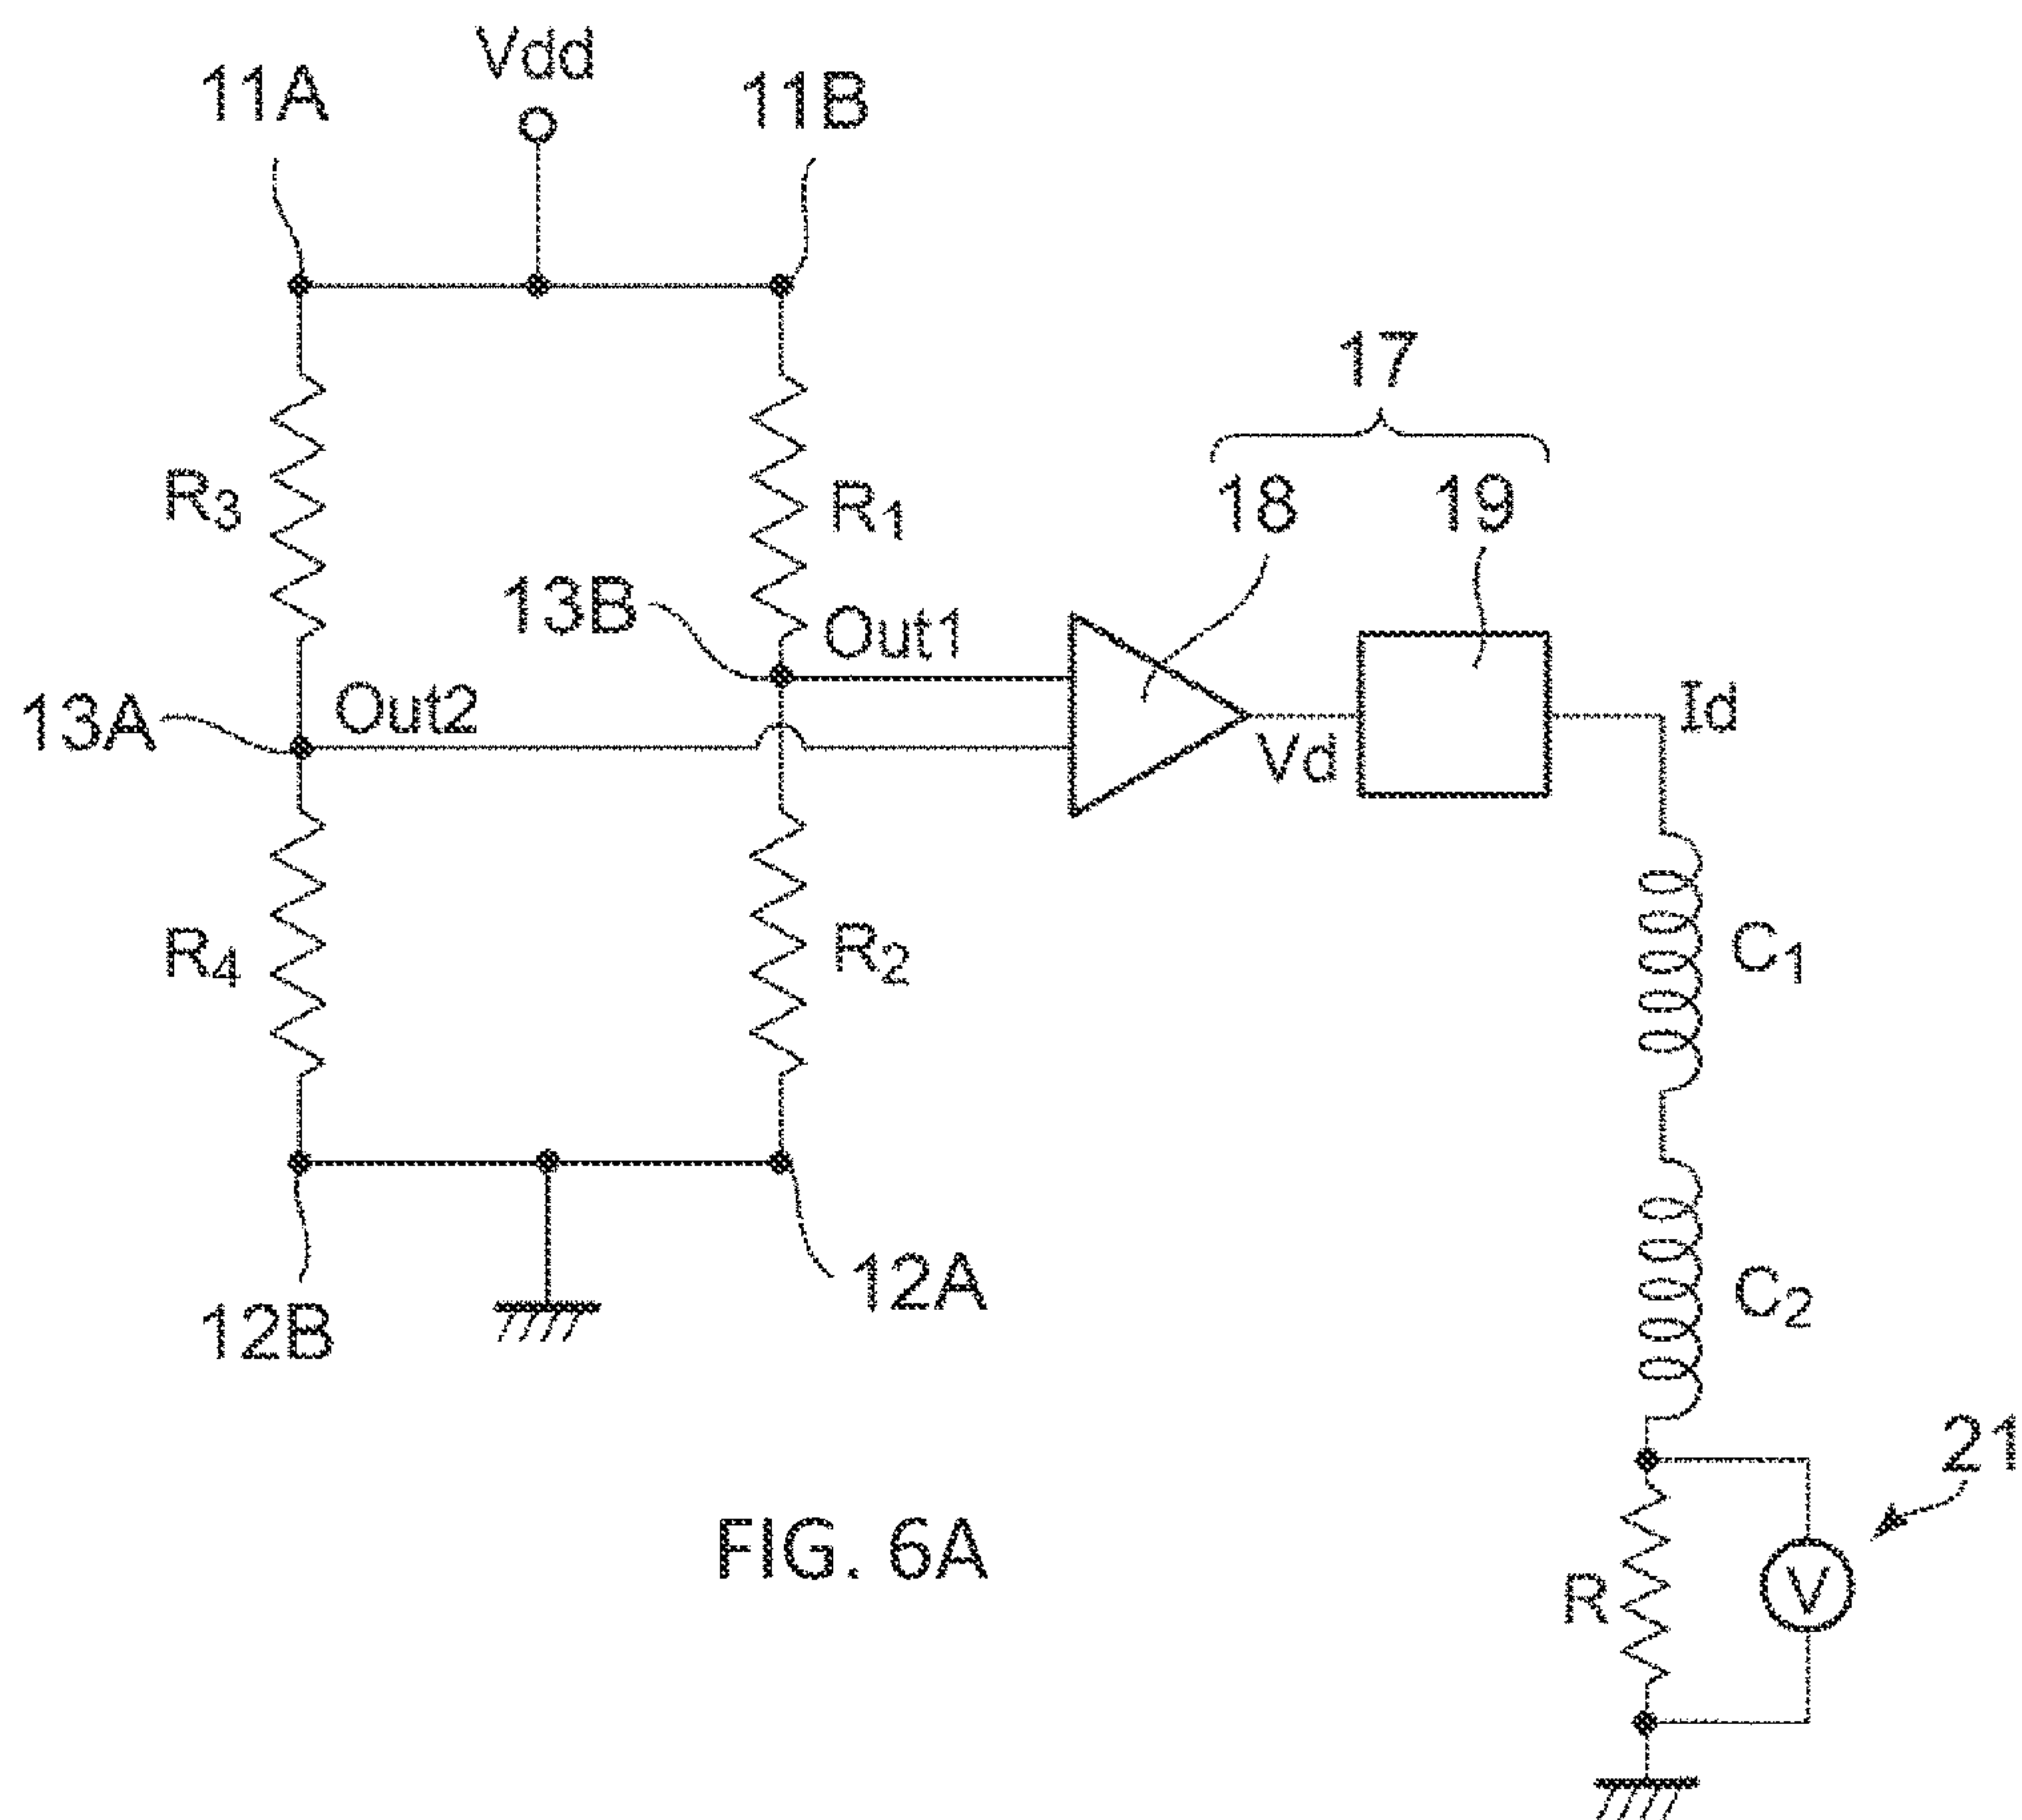 Vdd
11A
11B
17
18
19
R3
R1
13B
Out1
13A
Out2
Vd
Id
R4
R2
C1
12B
12A
C2
21
FIG. 6A
R
V